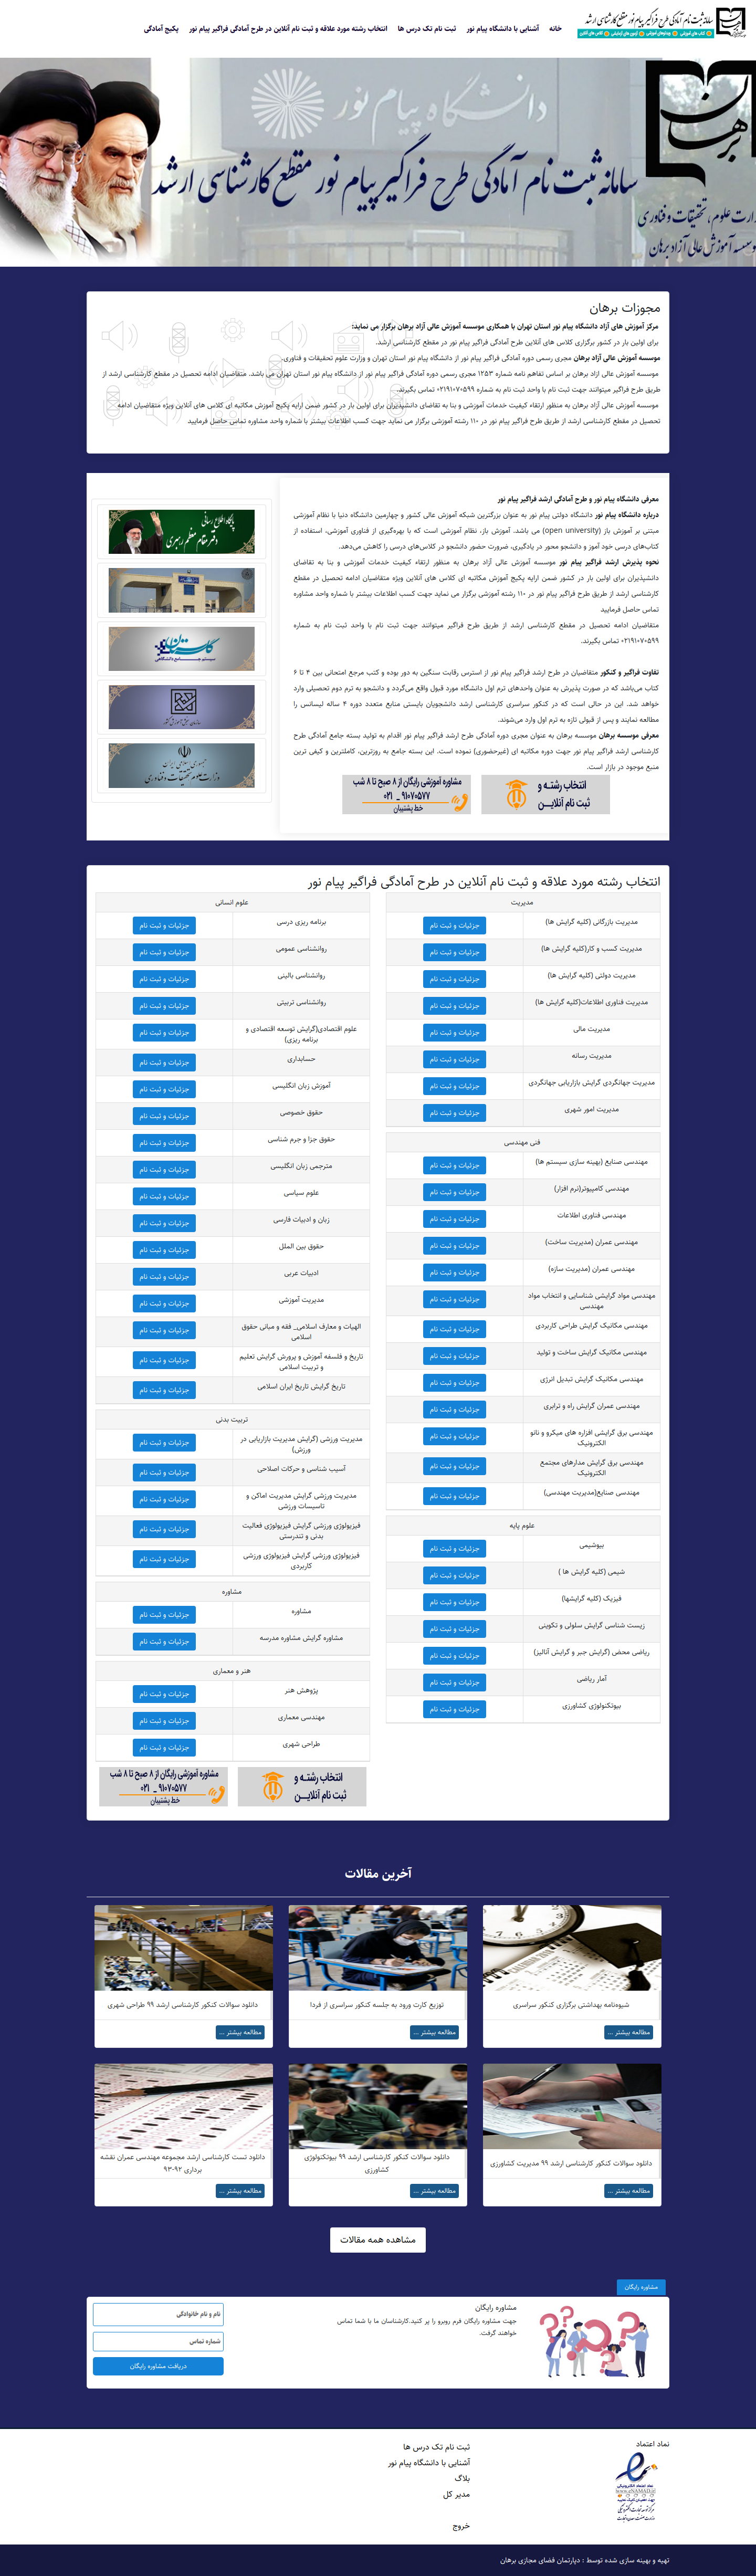 سامانه ثبت نام آمادگی طرح فراگیر پیام نور مقطع کارشناسی ارشد
کتاب های آموزشی ویدیوهای آموزشی آزمون های آزمایشی کلاس های آنلاین
خانه
آشنایی با دانشگاه پیام نور
ثبت نام تک درس ها
انتخاب رشته مورد علاقه و ثبت نام آنلاین در طرح آمادگی فراگیر پیام نور
پکیج آمادگی
سامانه ثبت نام آمادگی طرح فراگیر پیام نور مقطع کارشناسی ارشد
وزارت علوم، تحقیقات و فناوری
موسسه آموزش عالی آزاد برهان
مجوزات برهان
مرکز آموزش های آزاد دانشگاه پیام نور استان تهران با همکاری موسسه آموزش عالی آزاد برهان برگزار می نماید:
برای اولین بار در کشور برگزاری کلاس های آنلاین طرح آمادگی فراگیر پیام نور در مقطع کارشناسی ارشد.
موسسه آموزش عالی آزاد برهان مجری رسمی دوره آمادگی فراگیر پیام نور از دانشگاه پیام نور استان تهران و وزارت علوم تحقیقات و فناوری.
موسسه آموزش عالی ازاد برهان بر اساس تفاهم نامه شماره ۱۲۵۳ مجری رسمی دوره آمادگی فراگیر پیام نور از دانشگاه پیام نور استان تهران می باشد. متقاضیان ادامه تحصیل در مقطع کارشناسی ارشد از
طریق طرح فراگیر میتوانند جهت ثبت نام با واحد ثبت نام به شماره ۰۲۱۹۱۰۷۰۵۹۹ تماس بگیرند.
موسسه آموزش عالی آزاد برهان به منظور ارتقاء کیفیت خدمات آموزشی و بنا به تقاضای دانشپذیران برای اولین بار در کشور ضمن ارایه پکیج آموزش مکاتبه ای کلاس های آنلاین ویژه متقاضیان ادامه
تحصیل در مقطع کارشناسی ارشد از طریق طرح فراگیر پیام نور در ۱۱۰ رشته آموزشی برگزار می نماید جهت کسب اطلاعات بیشتر با شماره واحد مشاوره تماس حاصل فرمایید
معرفی دانشگاه پیام نور و طرح آمادگی ارشد فراگیر پیام نور
درباره دانشگاه پیام نور دانشگاه دولتی پیام نور به عنوان بزرگترین شبکه آموزش عالی کشور و چهارمین دانشگاه دنیا با نظام آموزشی
مبتنی بر آموزش باز (open university) می باشد. آموزش باز، نظام آموزشی است که با بهره‌گیری از فناوری آموزشی، استفاده از
کتاب‌های درسی خود آموز و دانشجو محور در یادگیری، ضرورت حضور دانشجو در کلاس‌های درسی را کاهش می‌دهد.
نحوه پذیرش ارشد فراگیر پیام نور موسسه آموزش عالی آزاد برهان به منظور ارتقاء کیفیت خدمات آموزشی و بنا به تقاضای
دانشپذیران برای اولین بار در کشور ضمن ارایه پکیج آموزش مکاتبه ای کلاس های آنلاین ویژه متقاضیان ادامه تحصیل در مقطع
کارشناسی ارشد از طریق طرح فراگیر پیام نور در ۱۱۰ رشته آموزشی برگزار می نماید جهت کسب اطلاعات بیشتر با شماره واحد مشاوره
تماس حاصل فرمایید
متقاضیان ادامه تحصیل در مقطع کارشناسی ارشد از طریق طرح فراگیر میتوانند جهت ثبت نام با واحد ثبت نام به شماره
۰۲۱۹۱۰۷۰۵۹۹ تماس بگیرند.
تفاوت فراگیر و کنکور متقاضیان در طرح ارشد فراگیر پیام نور از استرس رقابت سنگین به دور بوده و کتب مرجع امتحانی بین ۴ تا ۶
کتاب می‌باشد که در صورت پذیرش به عنوان واحدهای ترم اول دانشگاه مورد قبول واقع می‌گردد و دانشجو به ترم دوم تحصیلی وارد
خواهد شد. این در حالی است که در کنکور سراسری کارشناسی ارشد دانشجویان بایستی منابع متعدد دوره ۴ ساله لیسانس را
مطالعه نمایند و پس از قبولی تازه به ترم اول وارد می‌شوند.
معرفی موسسه برهان موسسه برهان به عنوان مجری دوره آمادگی طرح ارشد فراگیر پیام نور اقدام به تولید بسته جامع آمادگی طرح
کارشناسی ارشد فراگیر پیام نور جهت دوره مکاتبه ای (غیرحضوری) نموده است. این بسته جامع به روزترین، کاملترین و کیفی ترین
منبع موجود در بازار است.
انتخاب رشته و
ثبت نام آنلاین
مشاوره آموزشی رایگان از ۸ صبح تا ۸ شب
۰۲۱ _ ۹۱۰۷۰۵۷۷
خط پشتیبان
پایگاه اطلاع رسانی
دفتر مقام معظم رهبری
گلستان
سیستم جامع دانشگاهی
سازمان سنجش آموزش کشور
جمهوری اسلامی ایران
وزارت علوم، تحقیقات و فناوری
انتخاب رشته مورد علاقه و ثبت نام آنلاین در طرح آمادگی فراگیر پیام نور
مدیریت
مدیریت بازرگانی (کلیه گرایش ها) جزئیات و ثبت نام
مدیریت کسب و کار(کلیه گرایش ها) جزئیات و ثبت نام
مدیریت دولتی (کلیه گرایش ها) جزئیات و ثبت نام
مدیریت فناوری اطلاعات(کلیه گرایش ها) جزئیات و ثبت نام
مدیریت مالی جزئیات و ثبت نام
مدیریت رسانه جزئیات و ثبت نام
مدیریت جهانگردی گرایش بازاریابی جهانگردی جزئیات و ثبت نام
مدیریت امور شهری جزئیات و ثبت نام
فنی مهندسی
مهندسی صنایع (بهینه سازی سیستم ها) جزئیات و ثبت نام
مهندسی کامپیوتر(نرم افزار) جزئیات و ثبت نام
مهندسی فناوری اطلاعات جزئیات و ثبت نام
مهندسی عمران (مدیریت ساخت) جزئیات و ثبت نام
مهندسی عمران (مدیریت سازه) جزئیات و ثبت نام
مهندسی مواد گرایشی شناسایی و انتخاب مواد جزئیات و ثبت نام
مهندسی
مهندسی مکانیک گرایش طراحی کاربردی جزئیات و ثبت نام
مهندسی مکانیک گرایش ساخت و تولید جزئیات و ثبت نام
مهندسی مکانیک گرایش تبدیل انرژی جزئیات و ثبت نام
مهندسی عمران گرایش راه و ترابری جزئیات و ثبت نام
مهندسی برق گرایشی افزاره های میکرو و نانو جزئیات و ثبت نام
الکترونیک
مهندسی برق گرایش مدارهای مجتمع جزئیات و ثبت نام
الکترونیک
مهندسی صنایع(مدیریت مهندسی) جزئیات و ثبت نام
علوم پایه
بیوشیمی جزئیات و ثبت نام
شیمی (کلیه گرایش ها ) جزئیات و ثبت نام
فیزیک (کلیه گرایشها) جزئیات و ثبت نام
زیست شناسی گرایش سلولی و تکوینی جزئیات و ثبت نام
ریاضی محض (گرایش جبر و گرایش آنالیز) جزئیات و ثبت نام
آمار ریاضی جزئیات و ثبت نام
بیوتکنولوژی کشاورزی جزئیات و ثبت نام
علوم انسانی
برنامه ریزی درسی جزئیات و ثبت نام
روانشناسی عمومی جزئیات و ثبت نام
روانشناسی بالینی جزئیات و ثبت نام
روانشناسی تربیتی جزئیات و ثبت نام
علوم اقتصادی(گرایش توسعه اقتصادی و جزئیات و ثبت نام
برنامه ریزی)
حسابداری جزئیات و ثبت نام
آموزش زبان انگلیسی جزئیات و ثبت نام
حقوق خصوصی جزئیات و ثبت نام
حقوق جزا و جرم شناسی جزئیات و ثبت نام
مترجمی زبان انگلیسی جزئیات و ثبت نام
علوم سیاسی جزئیات و ثبت نام
زبان و ادبیات فارسی جزئیات و ثبت نام
حقوق بین الملل جزئیات و ثبت نام
ادبیات عربی جزئیات و ثبت نام
مدیریت آموزشی جزئیات و ثبت نام
الهیات و معارف اسلامی_ فقه و مبانی حقوق جزئیات و ثبت نام
اسلامی
تاریخ و فلسفه آموزش و پرورش گرایش تعلیم جزئیات و ثبت نام
و تربیت اسلامی
تاریخ گرایش تاریخ ایران اسلامی جزئیات و ثبت نام
تربیت بدنی
مدیریت ورزشی (گرایش مدیریت بازاریابی در جزئیات و ثبت نام
ورزش)
آسیب شناسی و حرکات اصلاحی جزئیات و ثبت نام
مدیریت ورزشی گرایش مدیریت اماکن و جزئیات و ثبت نام
تاسیسات ورزشی
فیزیولوژی ورزشی گرایش فیزیولوژی فعالیت جزئیات و ثبت نام
بدنی و تندرستی
فیزیولوژی ورزشی گرایش فیزیولوژی ورزشی جزئیات و ثبت نام
کاربردی
مشاوره
مشاوره جزئیات و ثبت نام
مشاوره گرایش مشاوره مدرسه جزئیات و ثبت نام
هنر و معماری
پژوهش هنر جزئیات و ثبت نام
مهندسی معماری جزئیات و ثبت نام
طراحی شهری جزئیات و ثبت نام
انتخاب رشته و
ثبت نام آنلاین
مشاوره آموزشی رایگان از ۸ صبح تا ۸ شب
۰۲۱ _ ۹۱۰۷۰۵۷۷
خط پشتیبان
آخرین مقالات
شیوه‌نامه بهداشتی برگزاری کنکور سراسری
مطالعه بیشتر ...
توزیع کارت ورود به جلسه کنکور سراسری از فردا
مطالعه بیشتر ...
دانلود سوالات کنکور کارشناسی ارشد ۹۹ طراحی شهری
مطالعه بیشتر ...
دانلود سوالات کنکور کارشناسی ارشد ۹۹ مدیریت کشاورزی
مطالعه بیشتر ...
دانلود سوالات کنکور کارشناسی ارشد ۹۹ بیوتکنولوژی
کشاورزی
مطالعه بیشتر ...
دانلود تست کارشناسی ارشد مجموعه مهندسی عمران نقشه
برداری ۹۲-۹۳
مطالعه بیشتر ...
مشاهده همه مقالات
مشاوره رایگان
مشاوره رایگان
جهت مشاوره رایگان فرم روبرو را پر کنید.کارشناسان ما با شما تماس
خواهند گرفت.
نام و نام خانوادگی
شماره تماس
دریافت مشاوره رایگان
نماد اعتماد
نماد اعتماد الکترونیکی
www.eNAMAD.ir
ثبت نام تک درس ها
آشنایی با دانشگاه پیام نور
بلاگ
مدیر کل
خروج
تهیه و بهینه سازی شده توسط : دپارتمان فضای مجازی برهان